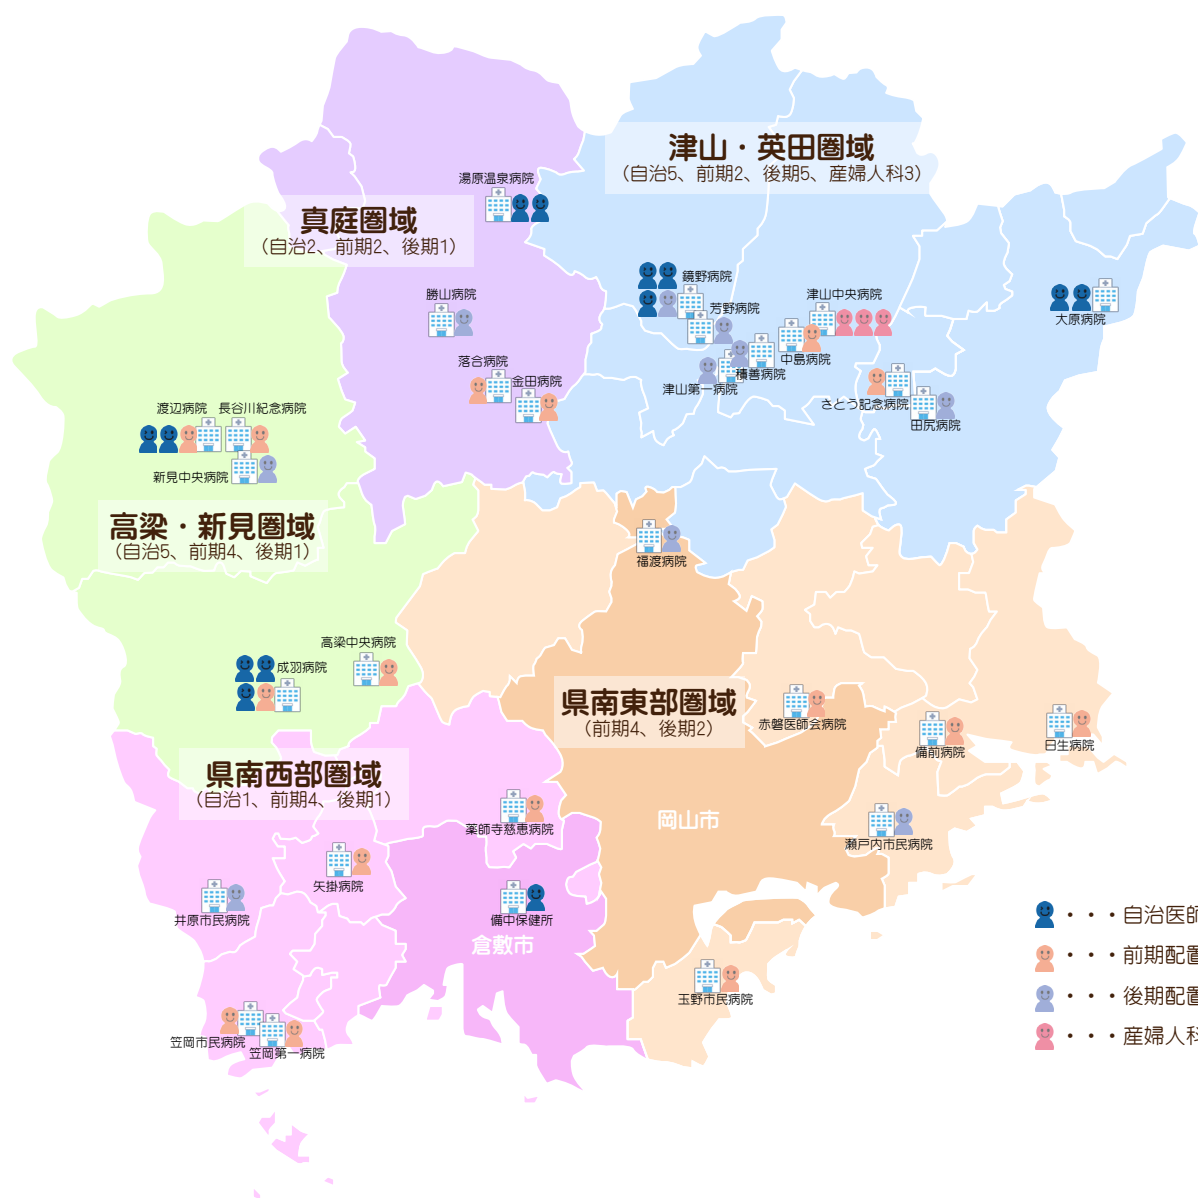 津山・英田圏域
（自治5、前期2、後期5、産婦人科3）
湯原温泉病院
真庭圏域
（自治2、前期2、後期1）
鏡野病院
勝山病院
津山中央病院
芳野病院
大原病院
落合病院
中島病院
積善病院
金田病院
津山第一病院
さとう記念病院
田尻病院
渡辺病院
長谷川紀念病院
新見中央病院
高梁・新見圏域
（自治5、前期4、後期1）
福渡病院
高梁中央病院
成羽病院
県南東部圏域
（前期4、後期2）
赤磐医師会病院
備前病院
日生病院
県南西部圏域
（自治1、前期4、後期1）
岡山市
薬師寺慈恵病院
瀬戸内市民病院
矢掛病院
井原市民病院
備中保健所
倉敷市
・・・自治医師
・・・前期配置
・・・後期配置
・・・産婦人科
玉野市民病院
笠岡市民病院
笠岡第一病院